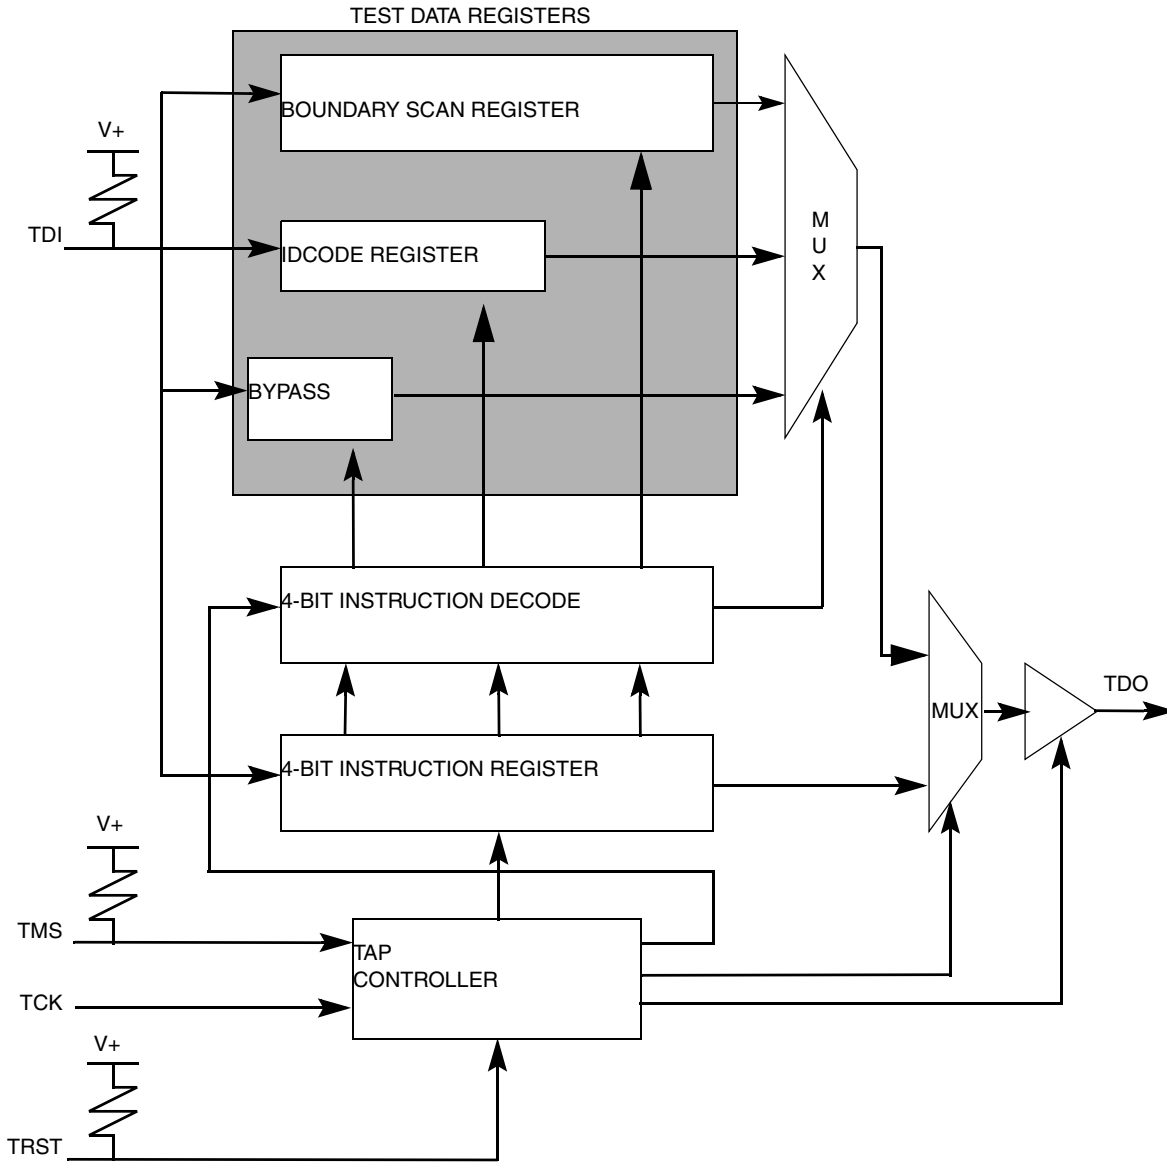 TEST DATA REGISTERS
BOUNDARY SCAN REGISTER
V+
TDI
IDCODE REGISTER
M
U
X
BYPASS
4-BIT INSTRUCTION DECODE
TDO
MUX
4-BIT INSTRUCTION REGISTER
V+
TMS
TAP
CONTROLLER
TCK
V+
TRST